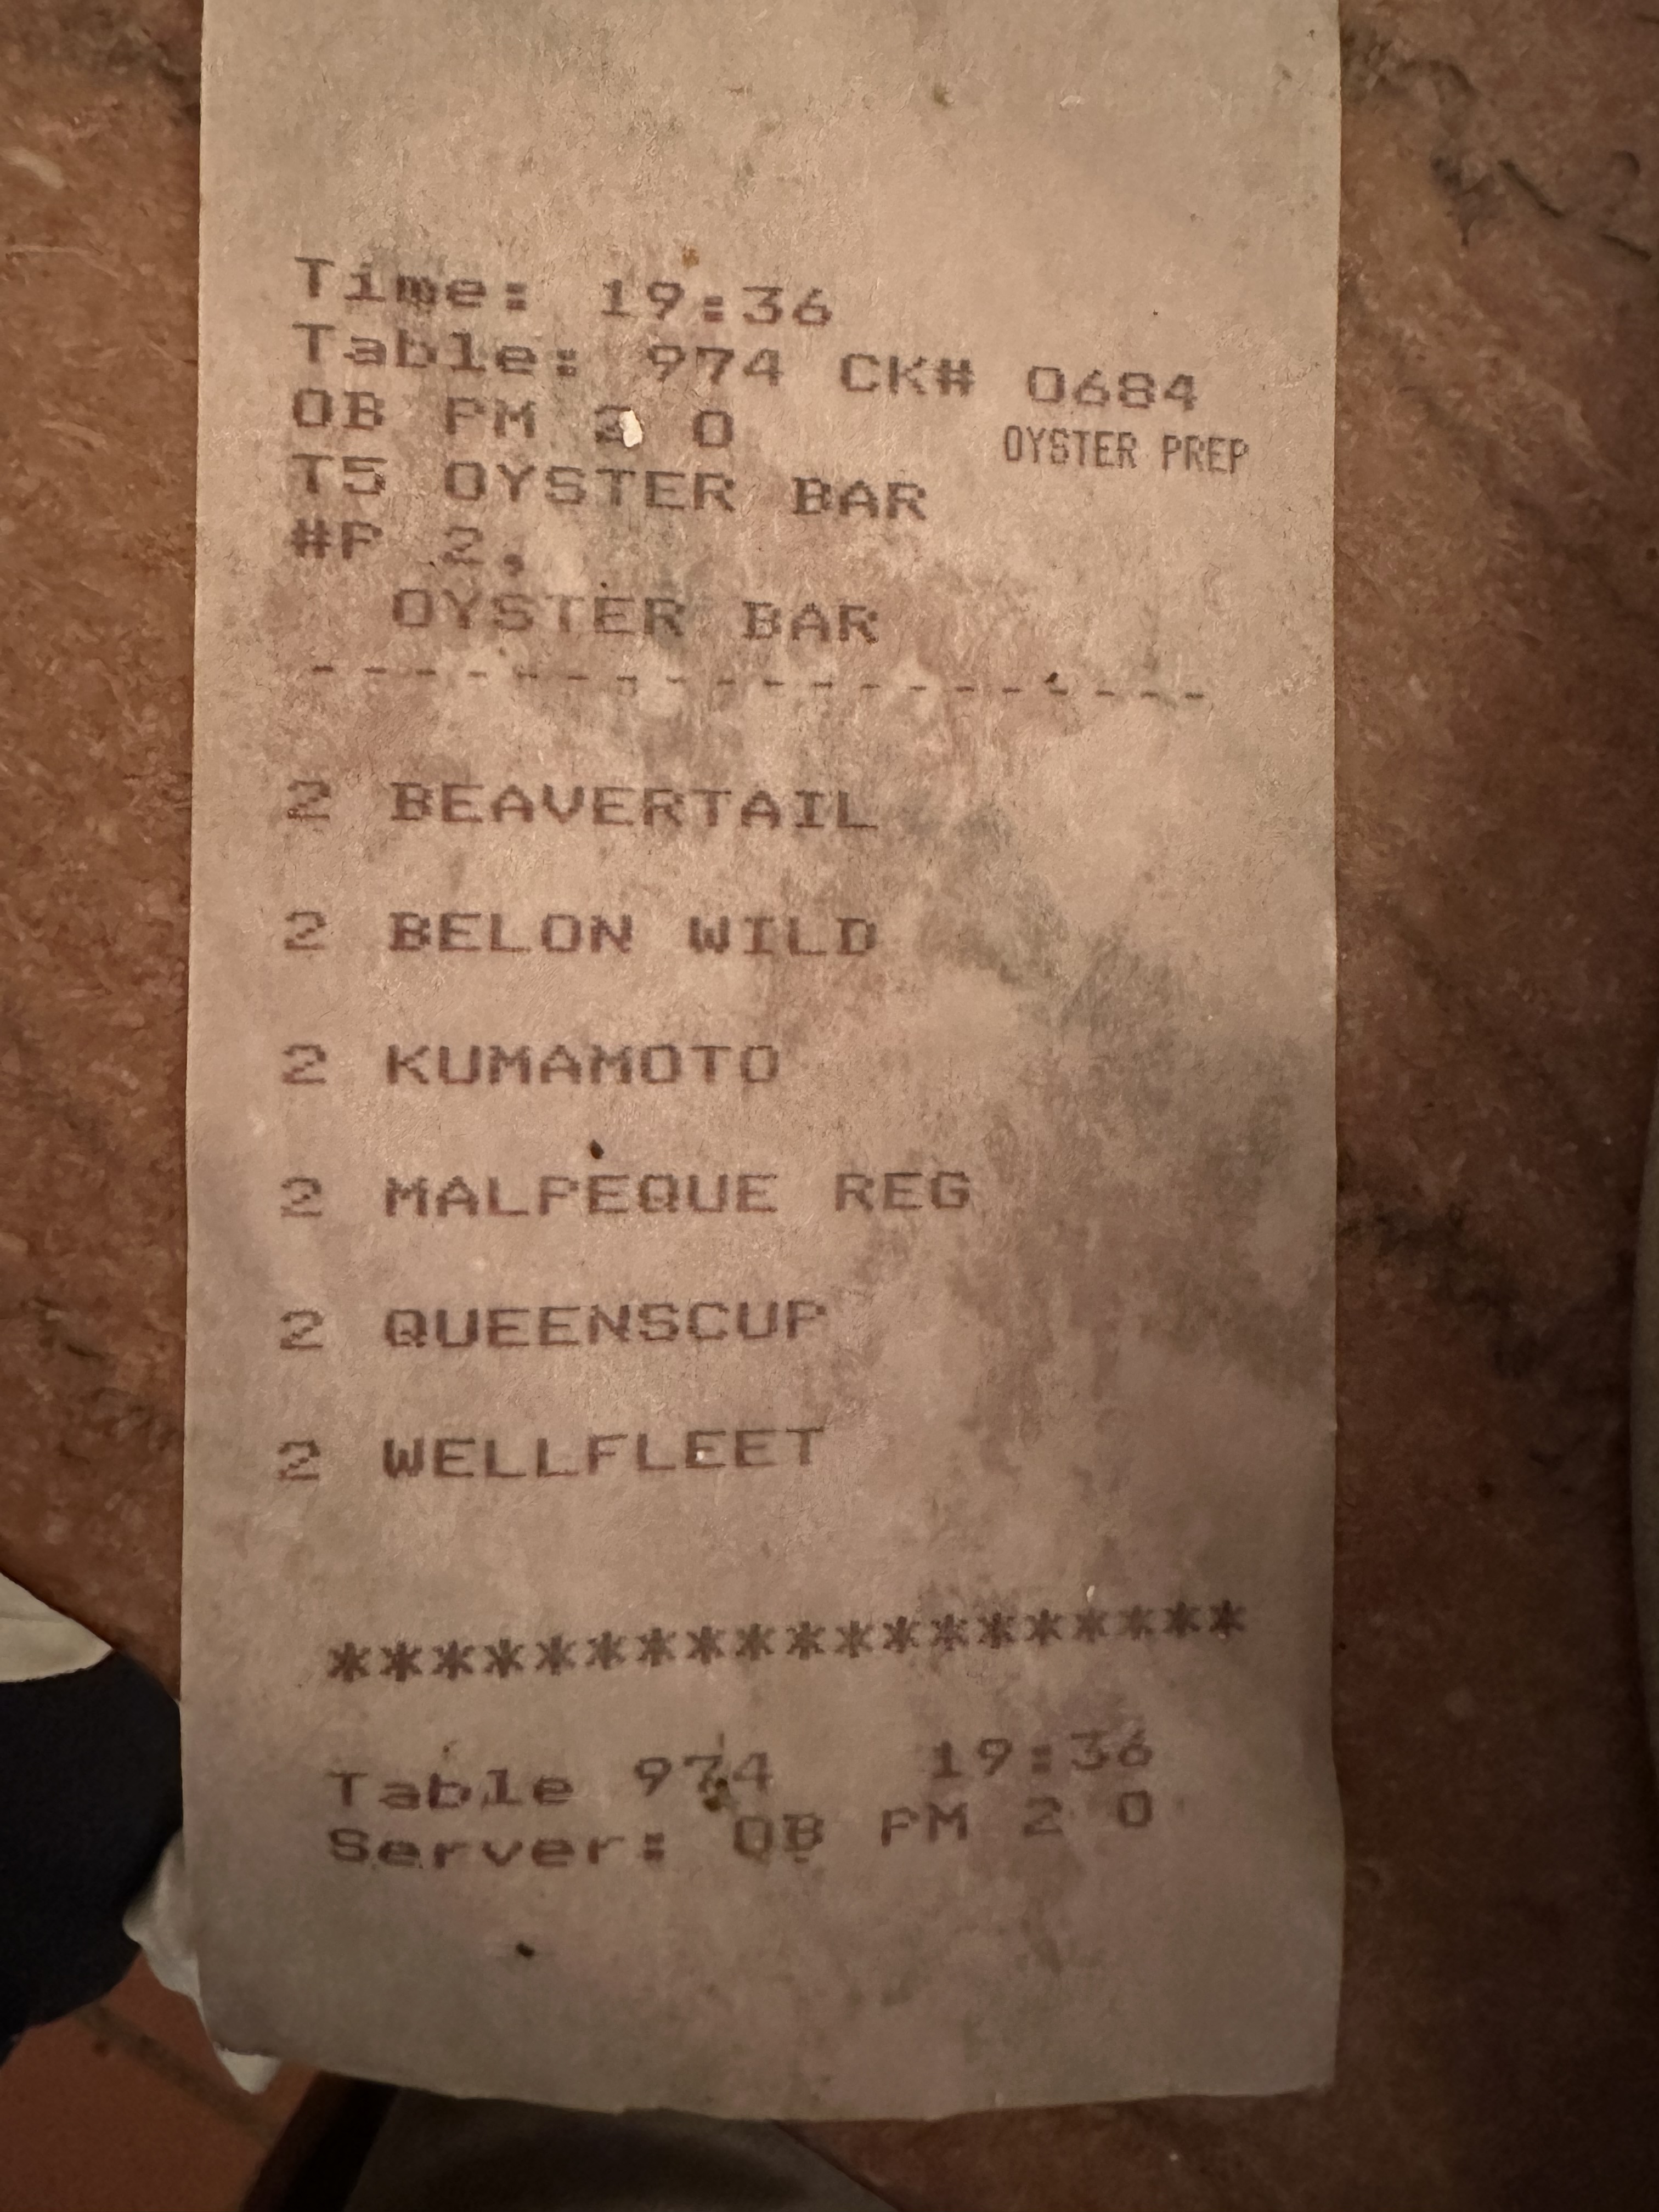 Time: 19:36
Table: 974 CK# 0684
OB PM 2 0
OYSTER PREP
T5 OYSTER BAR
#P 2,
OYSTER BAR
--------------------
2 BEAVERTAIL
2 BELON WILD
2 KUMAMOTO
2 MALPEQUE REG
2 QUEENSCUP
2 WELLFLEET
******************
Table 974 19:36
Server: OB PM 2 0